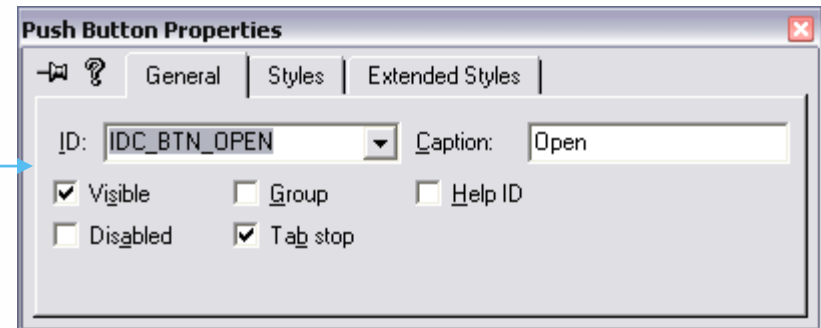 Push Button Properties
General Styles Extended Styles
ID: IDC_BTN_OPEN Caption: Open
Visible Group Help ID
Disabled Tab stop